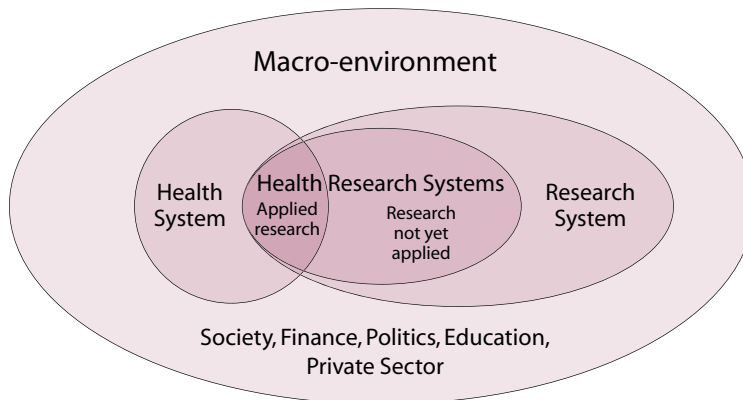 Macro-environment
Health
System
Health Research Systems
Applied
research
Research
not yet
applied
Research
System
Society, Finance, Politics, Education,
Private Sector